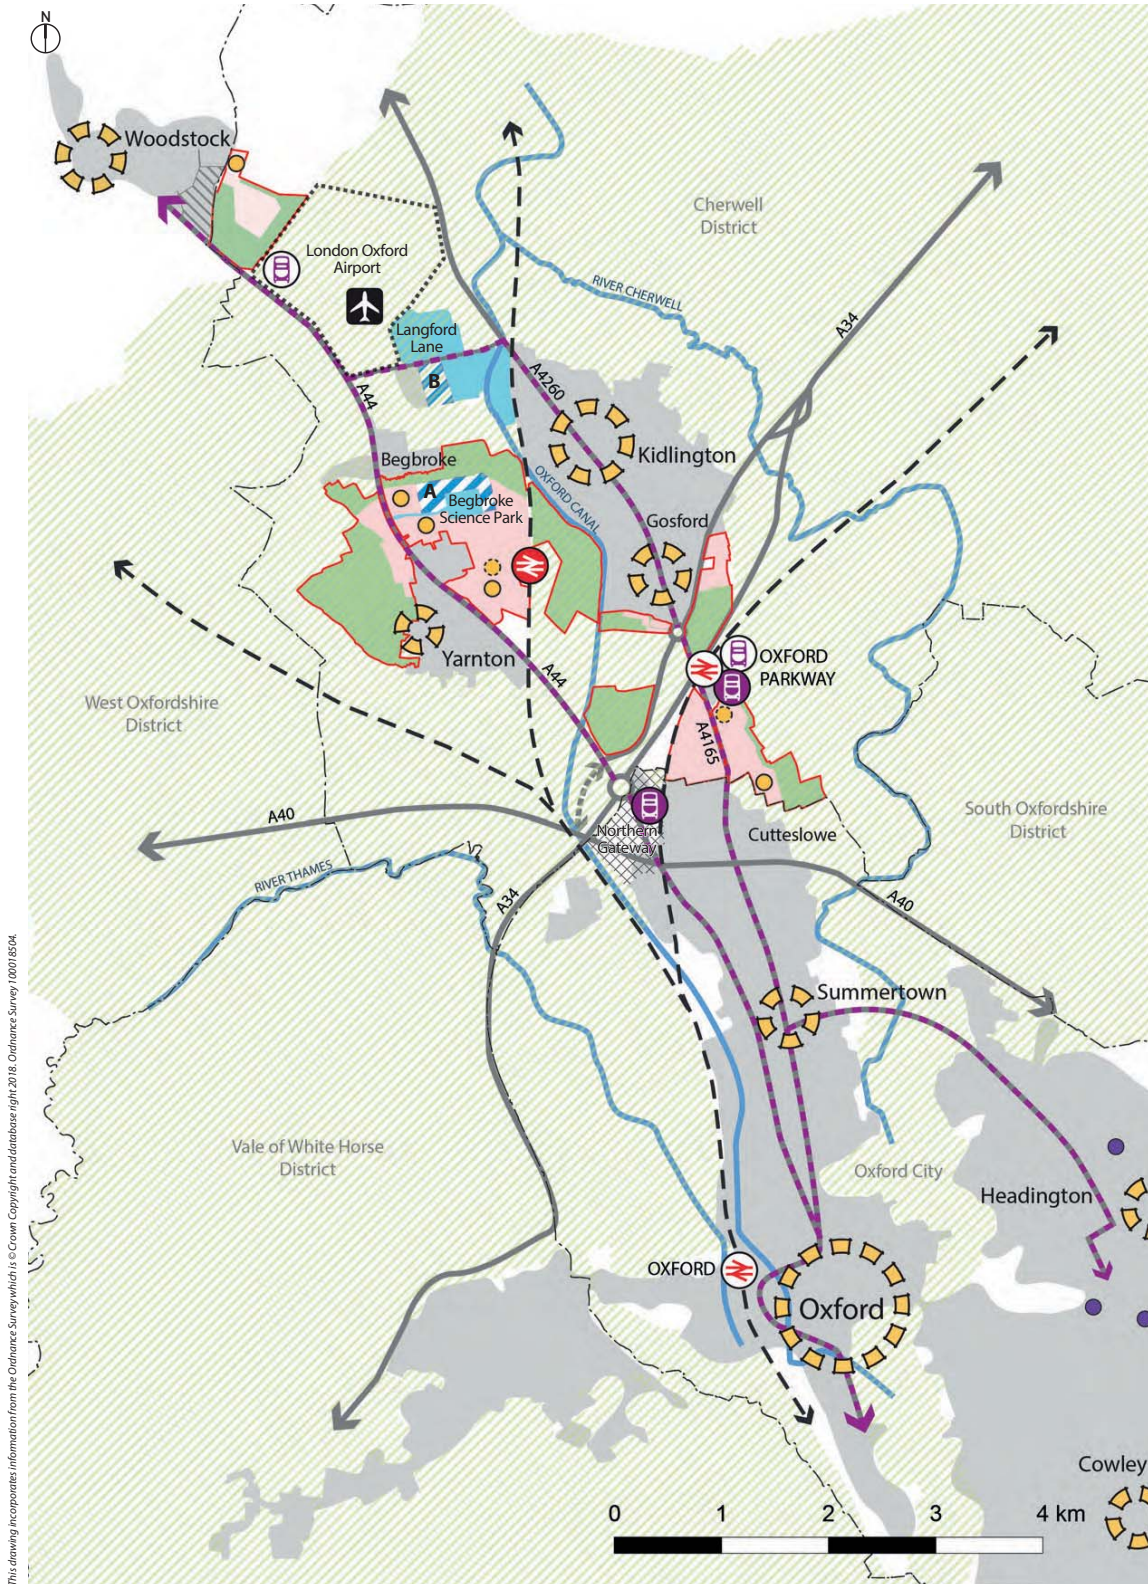 N
Woodstock
Cherwell
District
London Oxford
Airport
RIVER CHERWELL
A34
Langford
Lane
B
A44
A4260
Kidlington
Begbroke
A
Begbroke
Science Park
OXFORD CANAL
Gosford
Yarnton
A44
OXFORD
PARKWAY
West Oxfordshire
District
A4165
A40
Northern
Gateway
Cutteslowe
South Oxfordshire
District
RIVER THAMES
A34
A40
Summertown
Vale of White Horse
District
Oxford City
Headington
OXFORD
Oxford
Cowley
0 1 2 3 4 km
This drawing incorporates information from the Ordnance Survey which is © Crown Copyright and database right 2018. Ordnance Survey 100018504.